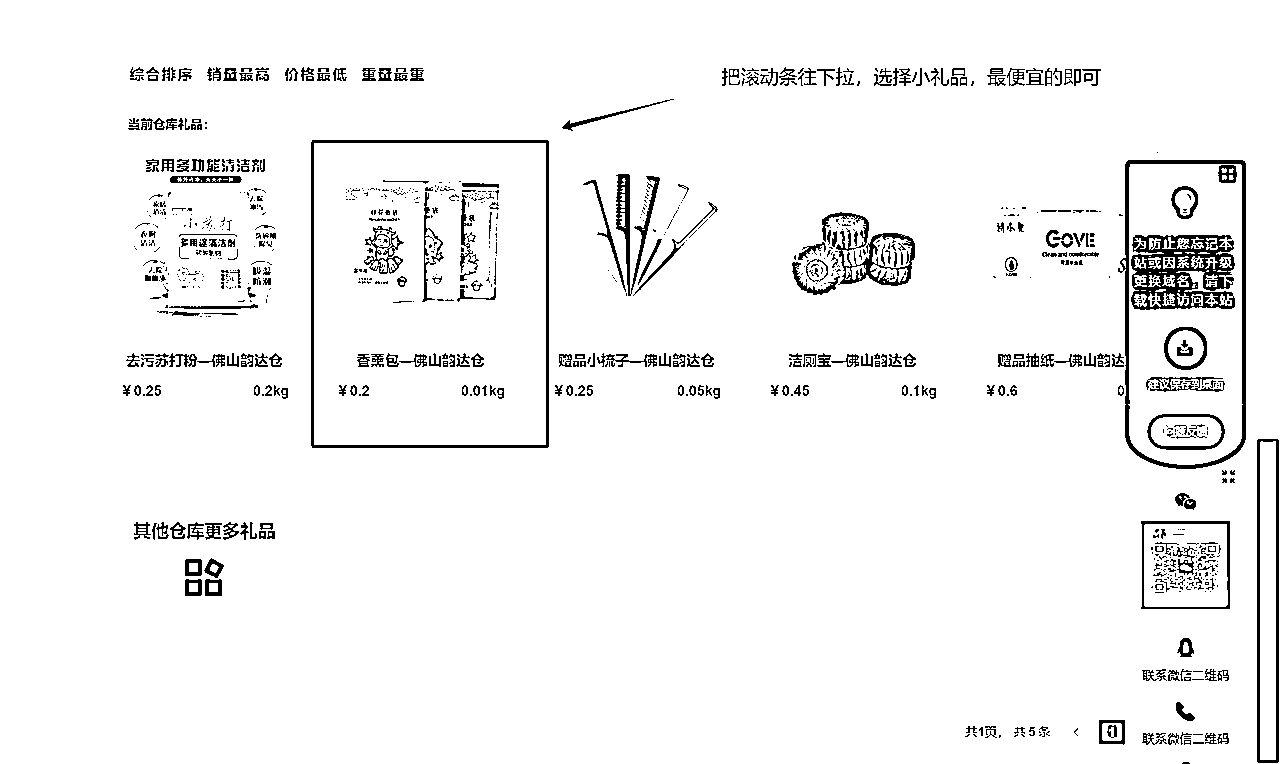 综合排序 销量最高 价格最低 重量最重
把滚动条往下拉，选择小礼品，最便宜的即可
当前仓库礼品：
家用多功能清洁剂
小苏打
多用途清洁剂
COVE
Clean and comfortable
去污苏打粉—佛山韵达仓
¥ 0.25 0.2kg
香薰包—佛山韵达仓
¥ 0.2 0.01kg
赠品小梳子—佛山韵达仓
¥ 0.25 0.05kg
洁厕宝—佛山韵达仓
¥ 0.45 0.1kg
赠品抽纸—佛山韵达
¥ 0.6 0
为防止您忘记本
站或因系统升级
更换域名，请下
载快捷访问本站
建议保存到桌面
问题反馈
其他仓库更多礼品
联系微信二维码
联系微信二维码
共1页，共5条 < 1